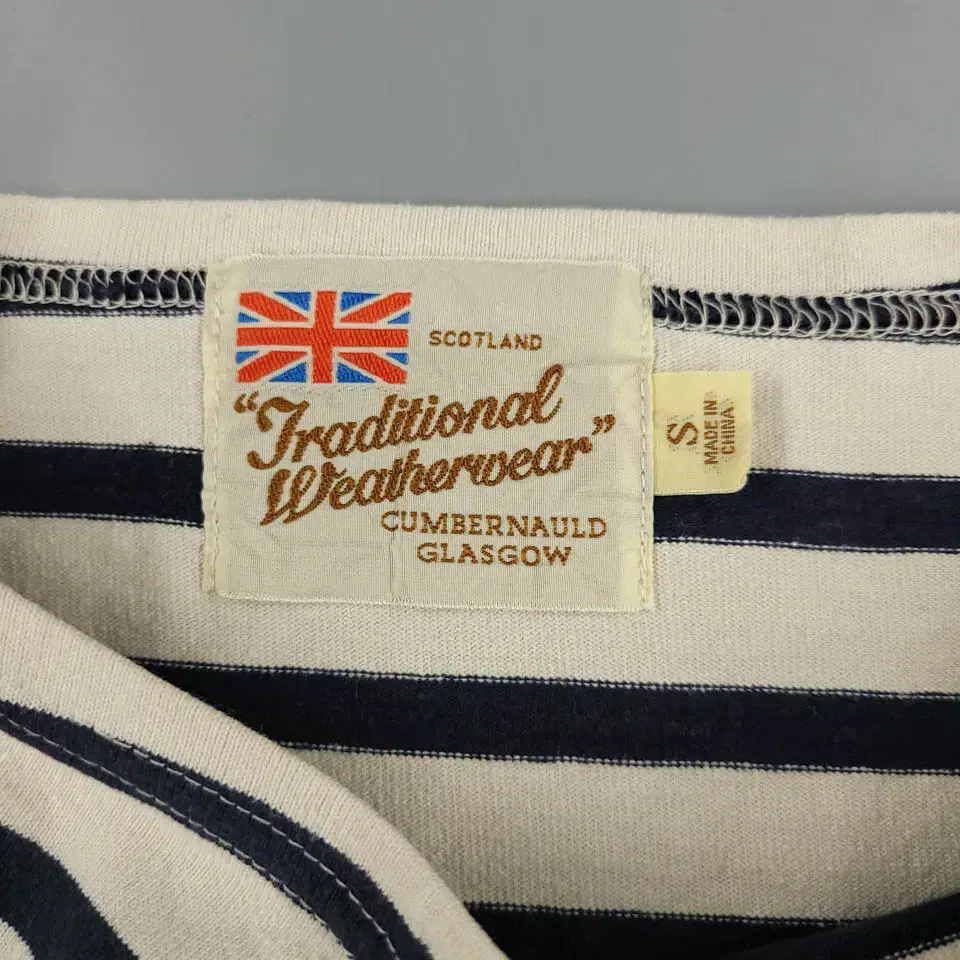 SCOTLAND
"Traditional
Weatherwear"
CUMBERNAULD
GLASGOW
S
MADE IN
CHINA